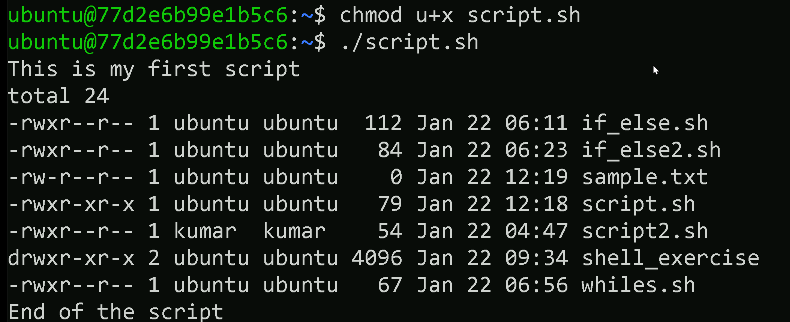 ubuntu@77d2e6b99e1b5c6:~$ chmod u+x script.sh
ubuntu@77d2e6b99e1b5c6:~$ ./script.sh
This is my first script
total 24
-rwxr--r-- 1 ubuntu ubuntu  112 Jan 22 06:11 if_else.sh
-rwxr--r-- 1 ubuntu ubuntu   84 Jan 22 06:23 if_else2.sh
-rw-r--r-- 1 ubuntu ubuntu    0 Jan 22 12:19 sample.txt
-rwxr-xr-x 1 ubuntu ubuntu   79 Jan 22 12:18 script.sh
-rwxr--r-- 1 kumar  kumar    54 Jan 22 04:47 script2.sh
drwxr-xr-x 2 ubuntu ubuntu 4096 Jan 22 09:34 shell_exercise
-rwxr--r-- 1 ubuntu ubuntu   67 Jan 22 06:56 whiles.sh
End of the script